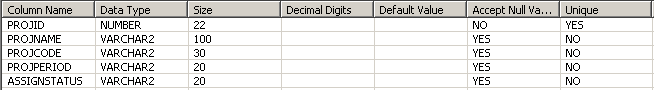 Column Name Data Type Size Decimal Digits Default Value Accept Null Va... Unique
PROJID NUMBER 22 NO YES
PROJNAME VARCHAR2 100 YES NO
PROJCODE VARCHAR2 30 YES NO
PROJPERIOD VARCHAR2 20 YES NO
ASSIGNSTATUS VARCHAR2 20 YES NO